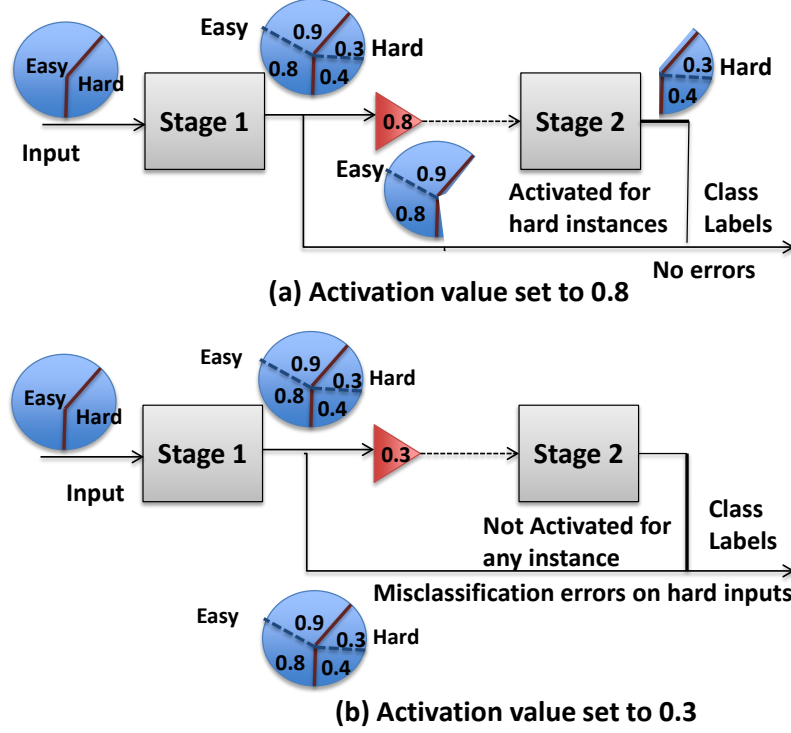 Easy
0.9
0.3 Hard
0.8
0.4
Easy
Hard
Stage 1
Input
0.8
Stage 2
0.3
Hard
0.4
Easy
0.9
0.8
Activated for
hard instances
Class
Labels
No errors
(a) Activation value set to 0.8
Easy
0.9
0.3 Hard
0.8
0.4
Easy
Hard
Stage 1
Input
0.3
Stage 2
Not Activated for
any instance
Class
Labels
Misclassification errors on hard inputs
Easy
0.9
0.3 Hard
0.8
0.4
(b) Activation value set to 0.3